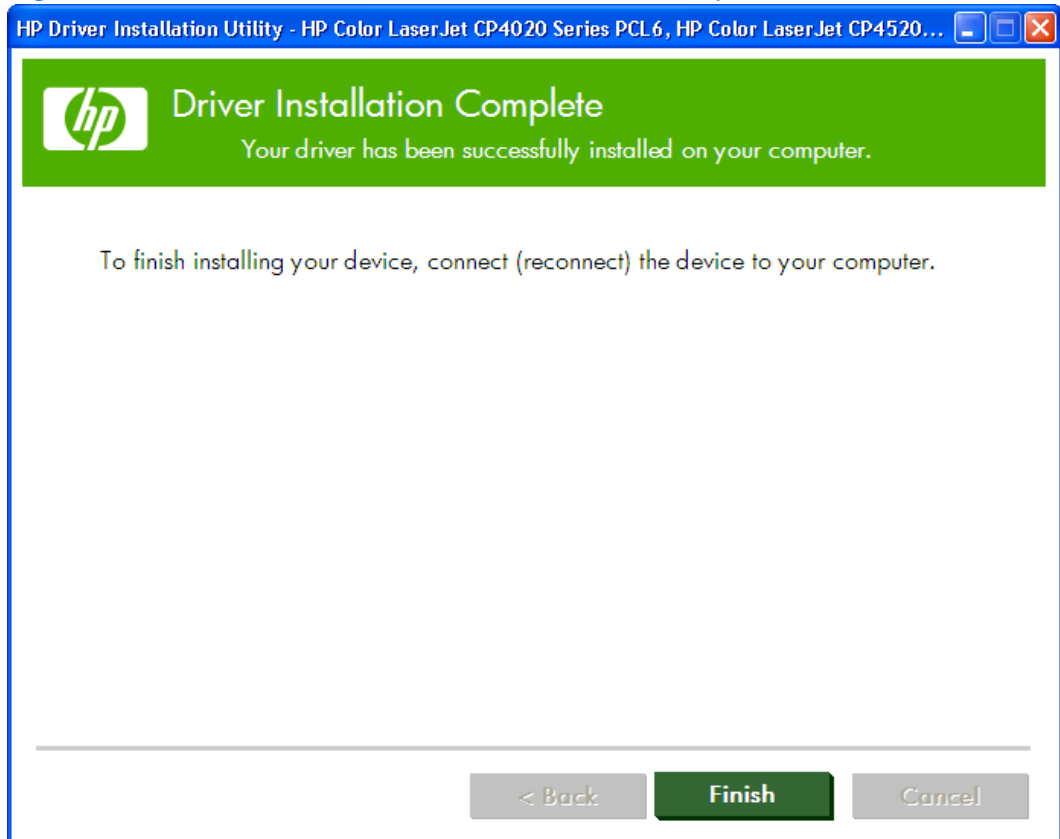 HP Driver Installation Utility - HP Color LaserJet CP4020 Series PCL6, HP Color LaserJet CP4520...
hp
Driver Installation Complete
Your driver has been successfully installed on your computer.
To finish installing your device, connect (reconnect) the device to your computer.
< Back
Finish
Cancel